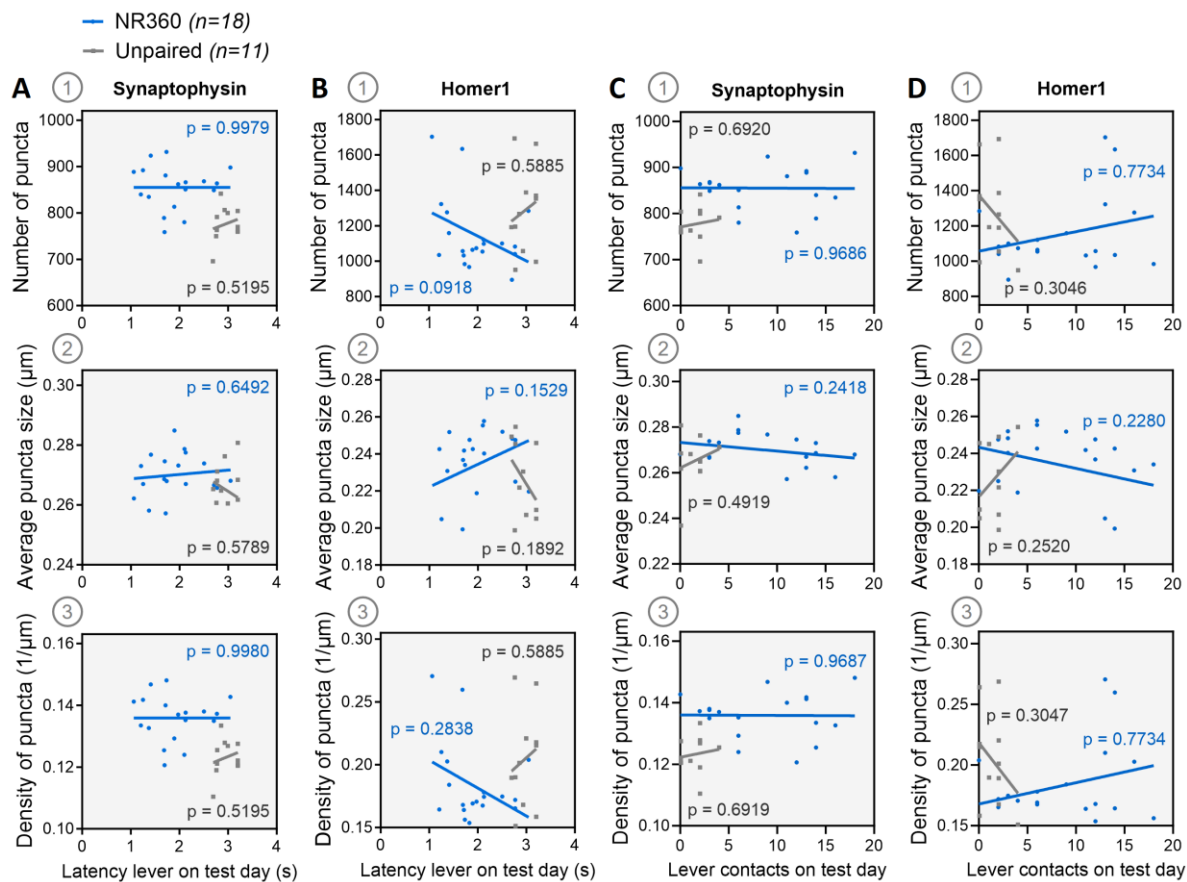 NR360 (n=18)
Unpaired (n=11)
A 1 Synaptophysin
Number of puncta
1000
900
800
700
600
0 1 2 3 4
p = 0.9979
p = 0.5195
B 1 Homer1
Number of puncta
1800
1600
1400
1200
1000
800
0 1 2 3 4
p = 0.5885
p = 0.0918
C 1 Synaptophysin
Number of puncta
1000
900
800
700
600
0 5 10 15 20
p = 0.6920
p = 0.9686
D 1 Homer1
Number of puncta
1800
1600
1400
1200
1000
800
0 5 10 15 20
p = 0.7734
p = 0.3046
2
Average puncta size (µm)
0.30
0.28
0.26
0.24
0 1 2 3 4
p = 0.6492
p = 0.5789
2
Average puncta size (µm)
0.28
0.26
0.24
0.22
0.20
0.18
0 1 2 3 4
p = 0.1529
p = 0.1892
2
Average puncta size (µm)
0.30
0.28
0.26
0.24
0.22
0 5 10 15 20
p = 0.2418
p = 0.4919
2
Average puncta size (µm)
0.28
0.26
0.24
0.22
0.20
0.18
0 5 10 15 20
p = 0.2280
p = 0.2520
3
Density of puncta (1/µm)
0.16
0.14
0.12
0.10
0 1 2 3 4
p = 0.9980
p = 0.5195
Latency lever on test day (s)
3
Density of puncta (1/µm)
0.30
0.25
0.20
0.15
0 1 2 3 4
p = 0.5885
p = 0.2838
Latency lever on test day (s)
3
Density of puncta (1/µm)
0.16
0.14
0.12
0.10
0 5 10 15 20
p = 0.9687
p = 0.6919
Lever contacts on test day
3
Density of puncta (1/µm)
0.30
0.25
0.20
0.15
0 5 10 15 20
p = 0.3047
p = 0.7734
Lever contacts on test day